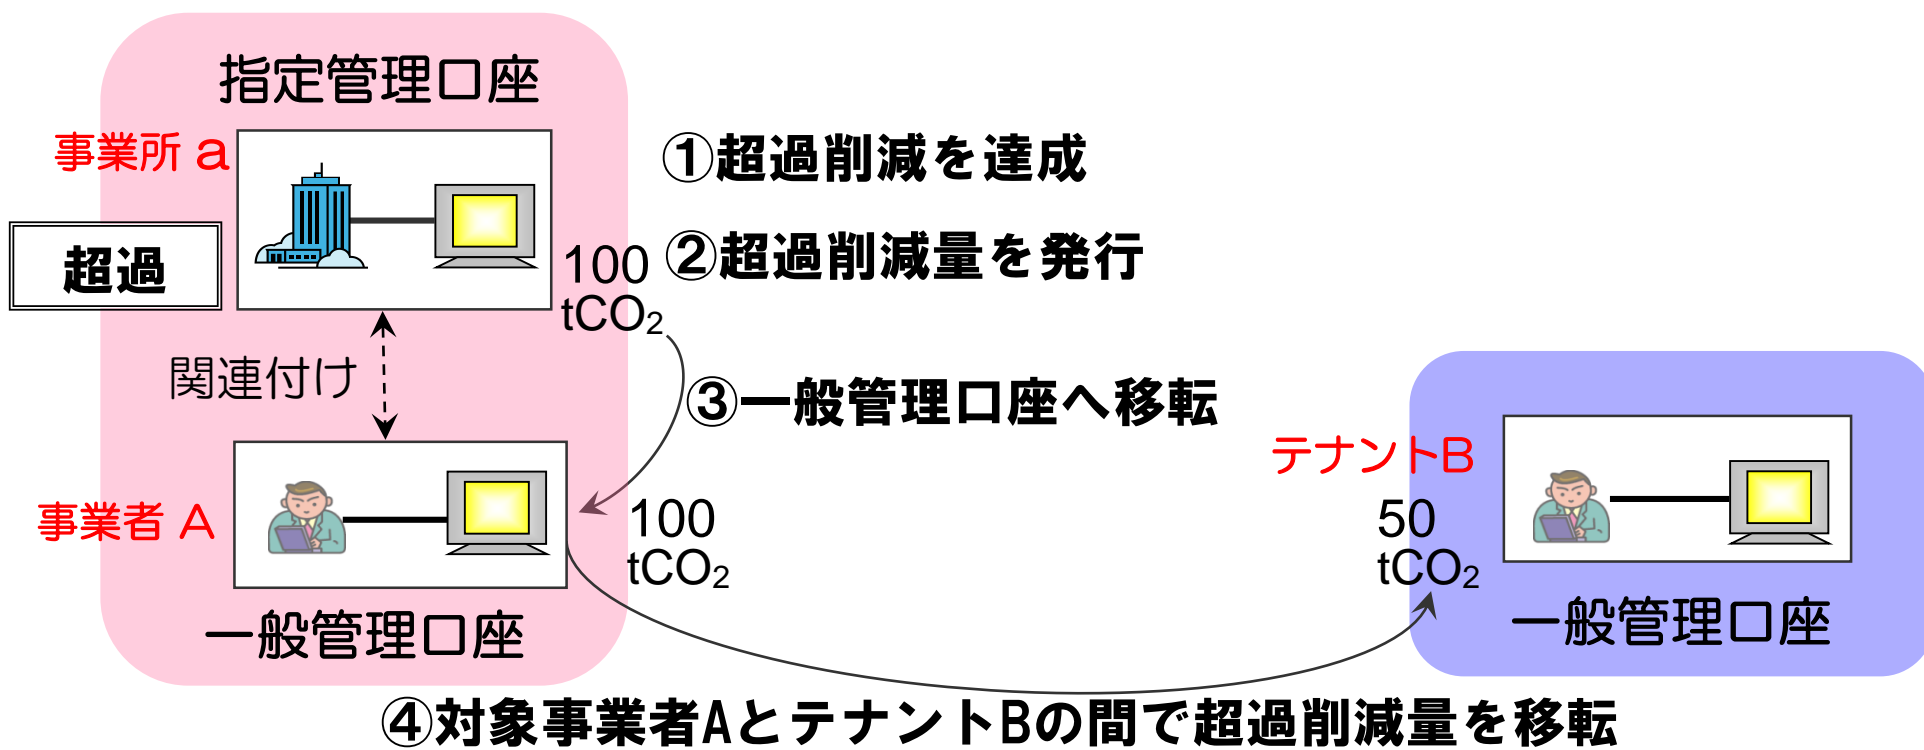 指定管理口座
事業所 a
①超過削減を達成
超過
②超過削減量を発行
100
tCO₂
関連付け
③一般管理口座へ移転
事業者 A
100
tCO₂
一般管理口座
テナントB
50
tCO₂
一般管理口座
④対象事業者AとテナントBの間で超過削減量を移転